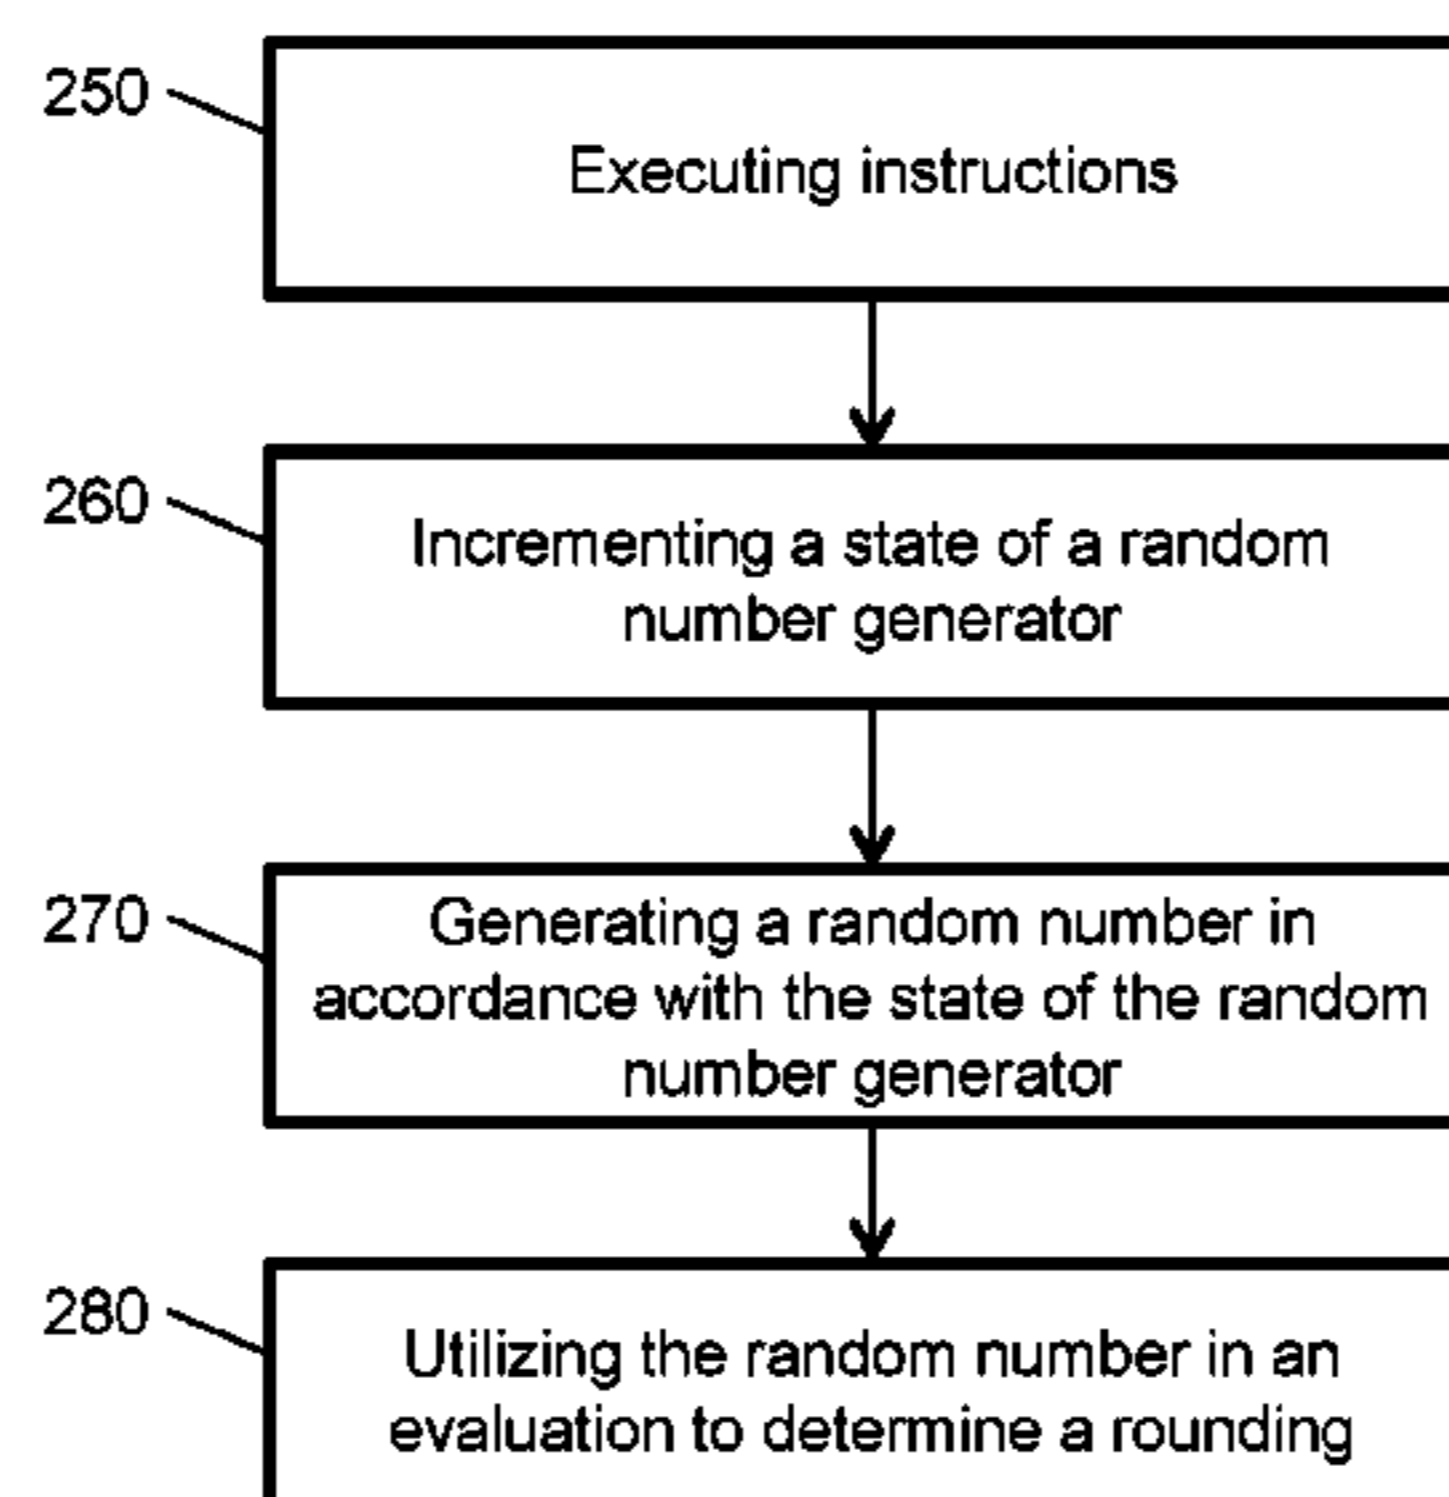 250
Executing instructions
260
Incrementing a state of a random
number generator
270
Generating a random number in
accordance with the state of the random
number generator
280
Utilizing the random number in an
evaluation to determine a rounding